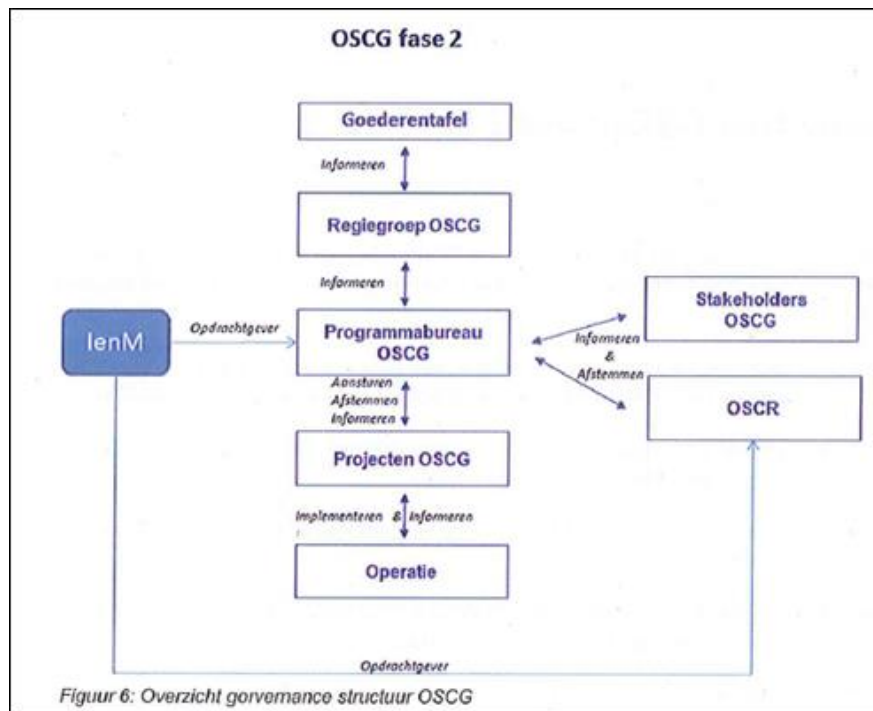 OSCG fase 2
Goederentafel
Informeren
Regiegroep OSCG
Informeren
IenM
Opdrachtgever
Programmabureau
OSCG
Stakeholders
OSCG
Informeren
&
Afstemmen
OSCR
Aansturen
Afstemmen
Informeren
Projecten OSCG
Implementeren & Informeren
Operatie
Opdrachtgever
Figuur 6: Overzicht gorvernance structuur OSCG